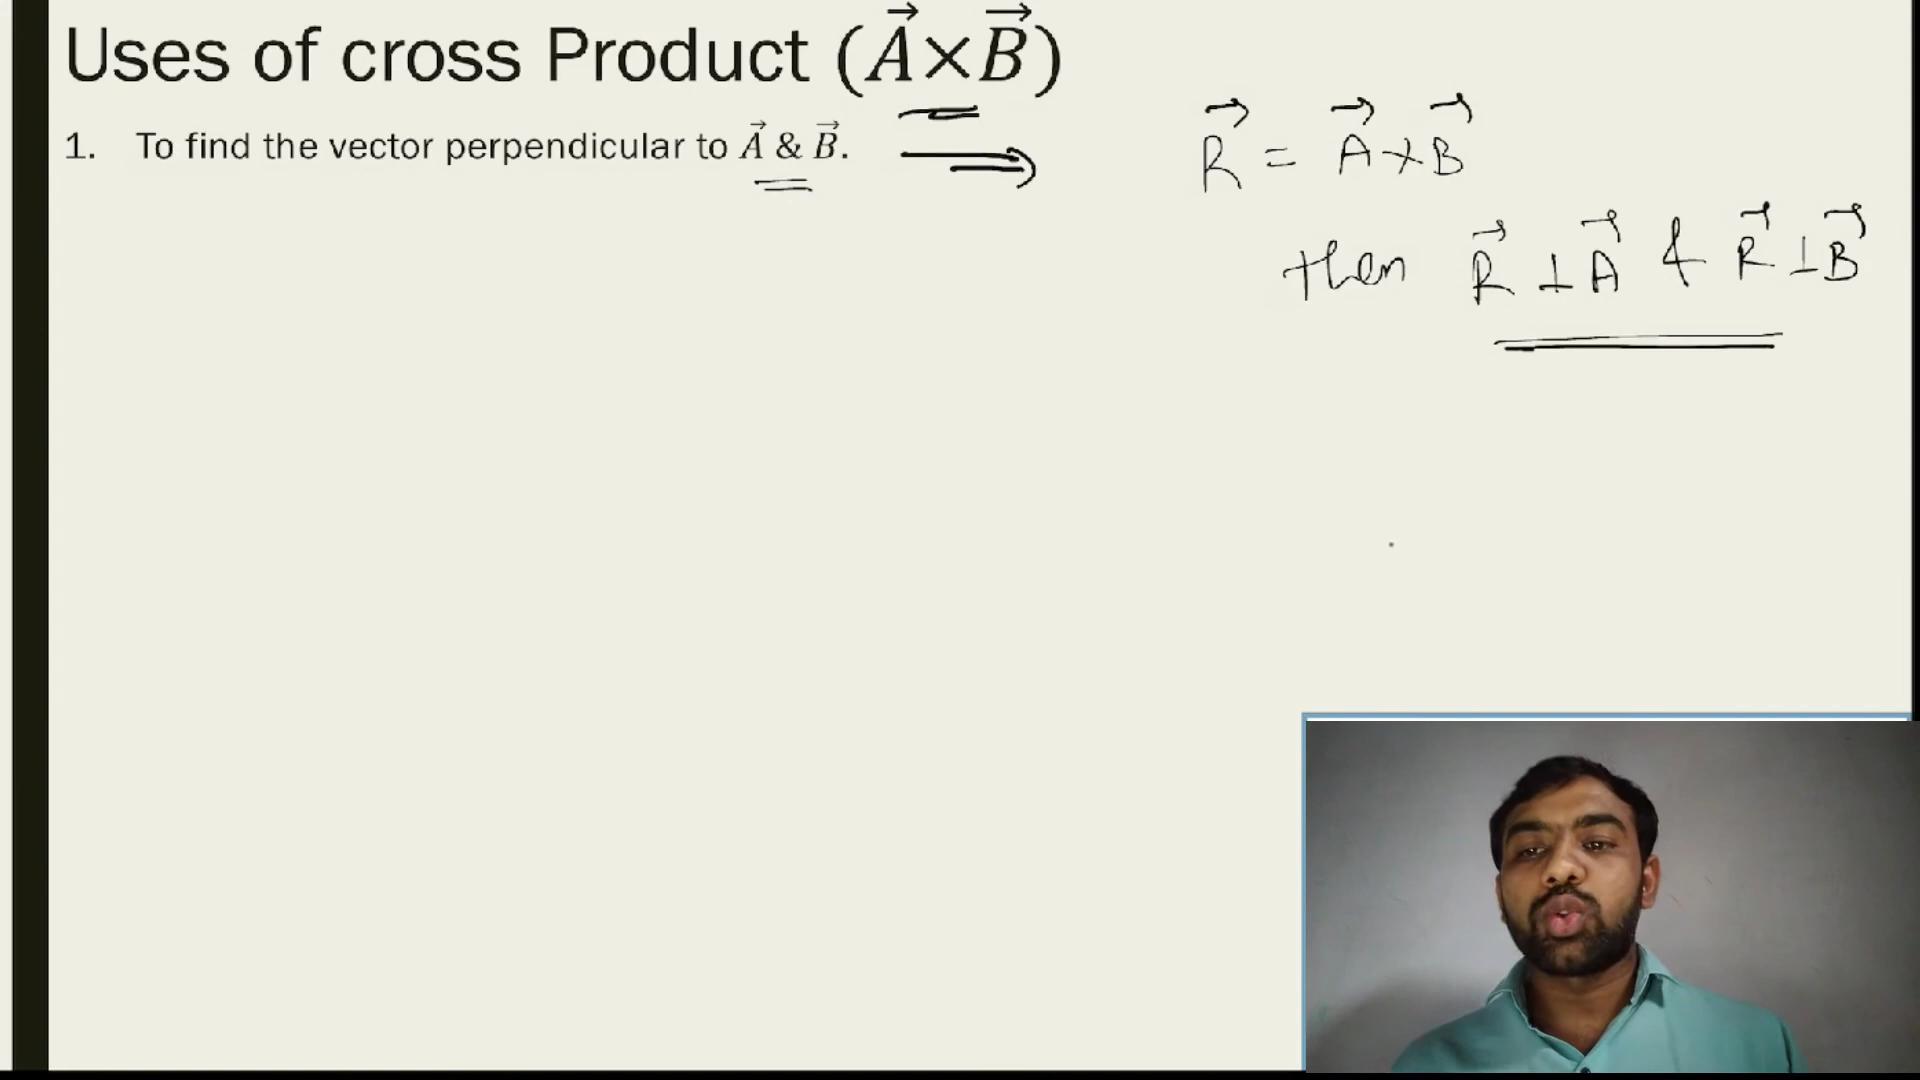 Uses of cross Product (A⃗×B⃗)
1. To find the vector perpendicular to A⃗ & B⃗.
R⃗ = A⃗ × B⃗
then R⃗ ⊥ A⃗ & R⃗ ⊥ B⃗